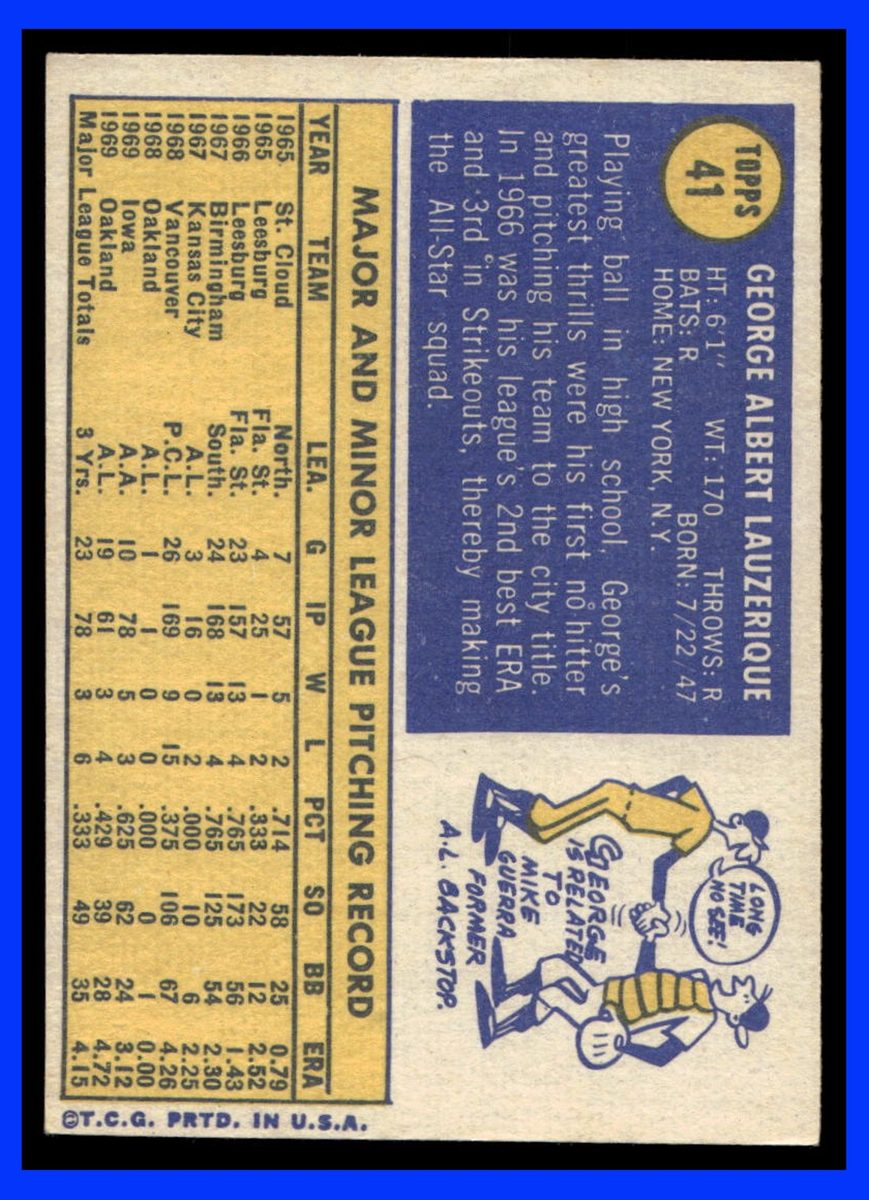 TOPPS
41
GEORGE ALBERT LAUZERIQUE
HT: 6'1" WT: 170 THROWS: R
BATS: R BORN: 7/22/47
HOME: NEW YORK, N.Y.
Playing ball in high school, George's
greatest thrills were his first no hitter
and pitching his team to the city title.
In 1966 was his league's 2nd best ERA
and 3rd in Strikeouts, thereby making
the All-Star squad.
LONG
TIME
NO SEE!
GEORGE
IS RELATED
TO
MIKE
GUERRA
FORMER
A.L. BACKSTOP.
MAJOR AND MINOR LEAGUE PITCHING RECORD
YEAR TEAM LEA. G IP W L PCT SO BB ERA
1965 St. Cloud North. 7 57 5 2 .714 58 25 0.79
1965 Leesburg Fla. St. 4 25 1 2 .333 22 12 2.52
1966 Leesburg Fla. St. 23 157 13 4 .765 173 56 1.43
1967 Birmingham South. 24 168 13 4 .765 125 54 2.30
1967 Kansas City A.L. 3 16 0 2 .000 10 6 2.25
1968 Vancouver P.C.L. 26 169 9 15 .375 106 67 4.26
1968 Oakland A.L. 1 1 0 0 .000 0 1 0.00
1969 Iowa A.A. 10 78 5 3 .625 62 24 3.12
1969 Oakland A.L. 19 61 3 4 .429 39 28 4.72
Major League Totals 3 Yrs. 23 78 3 6 .333 49 35 4.15
©T.C.G. PRTD. IN U.S.A.